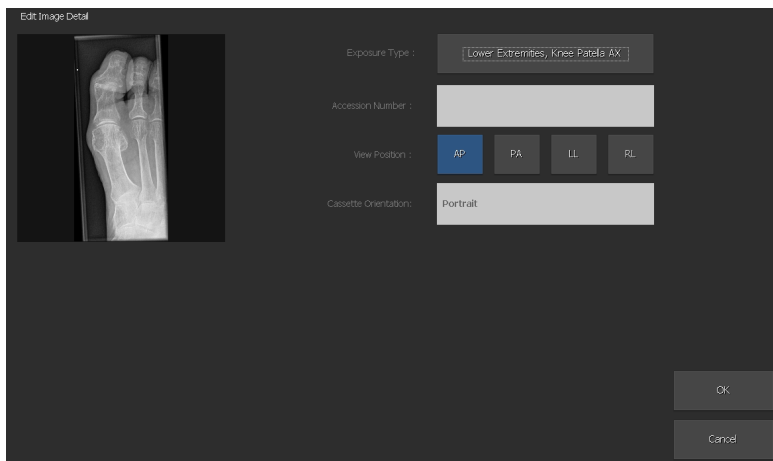 Edit Image Detail
Exposure Type :
Lower Extremities, Knee Patella AX
Accession Number :
View Position :
AP
PA
LL
RL
Cassette Orientation:
Portrait
OK
Cancel